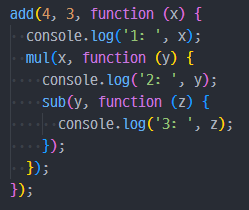 add(4, 3, function (x) {
  console.log('1: ', x);
  mul(x, function (y) {
    console.log('2: ', y);
    sub(y, function (z) {
      console.log('3: ', z);
    });
  });
});